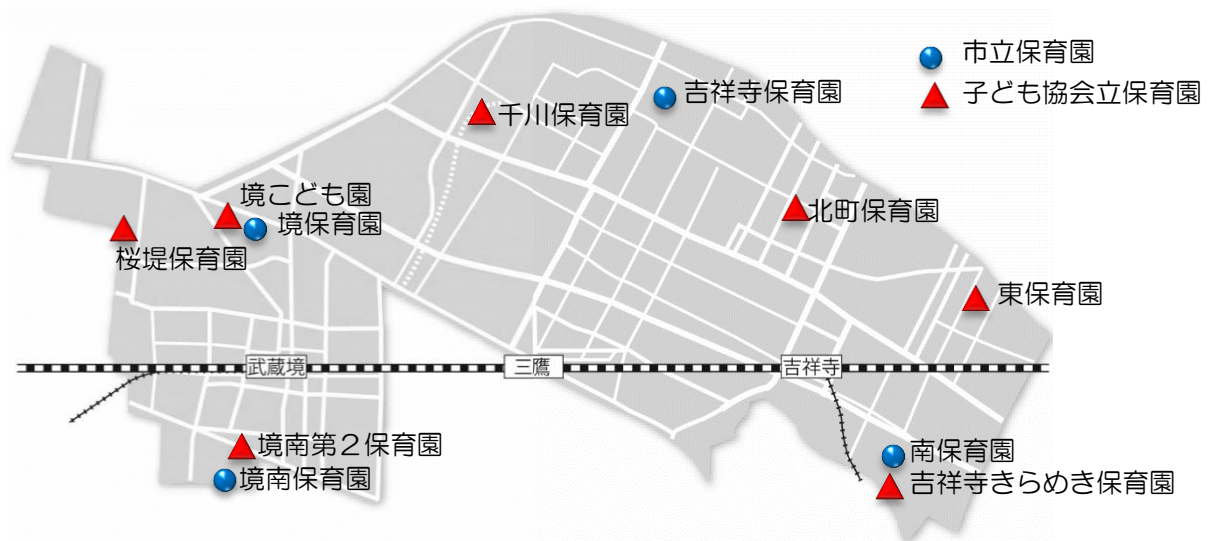 市立保育園
子ども協会立保育園
吉祥寺保育園
千川保育園
境こども園
北町保育園
境保育園
桜堤保育園
東保育園
武蔵境
三鷹
吉祥寺
境南第2保育園
南保育園
境南保育園
吉祥寺きらめき保育園